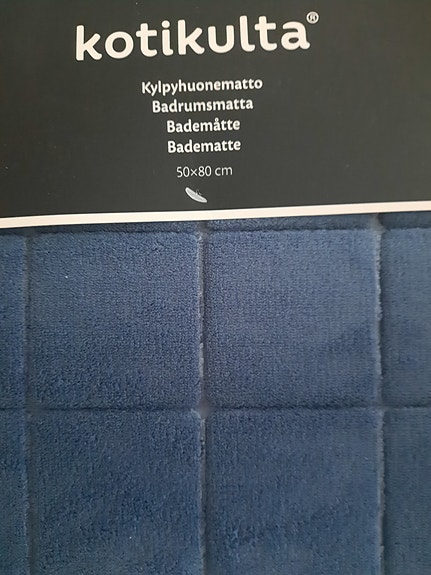 kotikulta®
Kylpyhuonematto
Badrumsmatta
Bademåtte
Badematte
50×80 cm